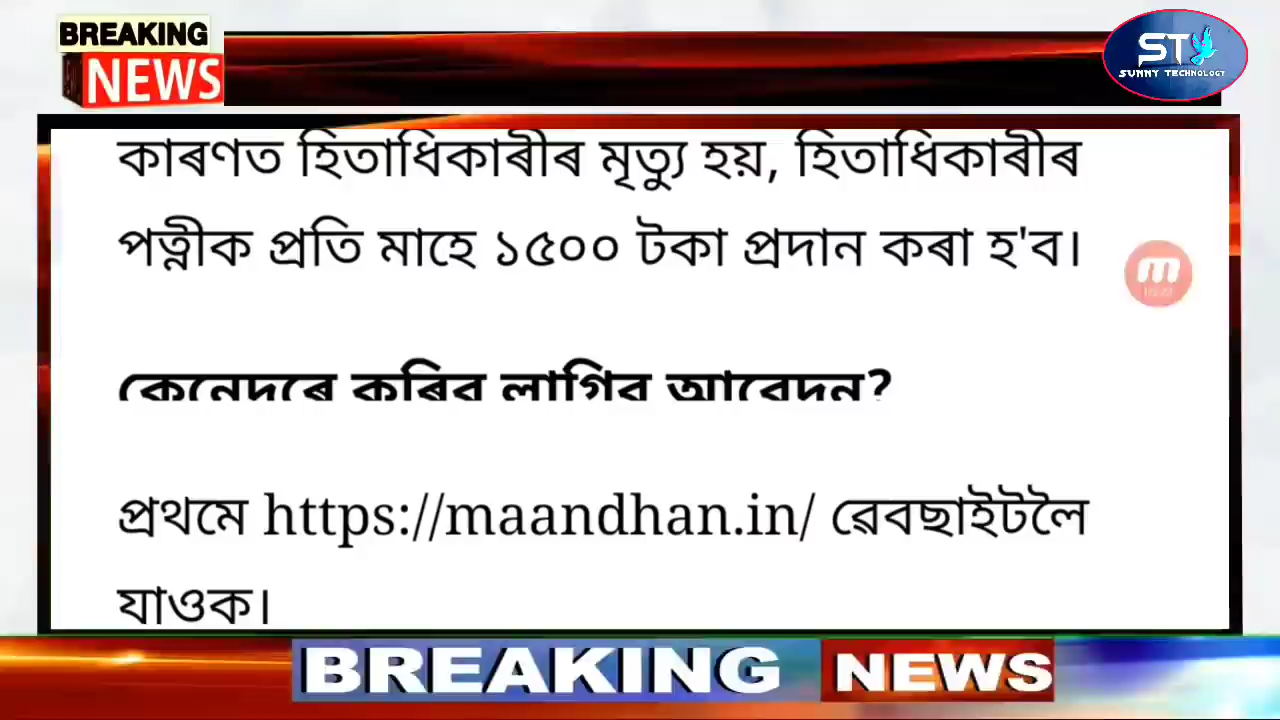 BREAKING
NEWS
ST
SUNNY TECHNOLOGY
কাৰণত হিতাধিকাৰীৰ মৃত্যু হয়, হিতাধিকাৰীৰ
পত্নীক প্ৰতি মাহে ১৫০০ টকা প্ৰদান কৰা হ'ব।
কেনেদৰে কৰিব লাগিব আবেদন?
প্ৰথমে https://maandhan.in/ ৱেবছাইটলৈ
যাওক।
BREAKING NEWS